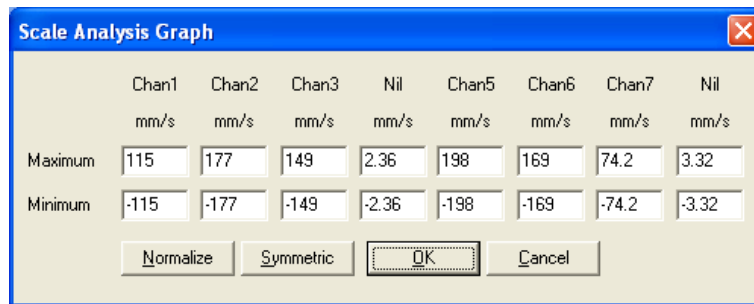 Scale Analysis Graph
Chan1 Chan2 Chan3 Nil Chan5 Chan6 Chan7 Nil
mm/s mm/s mm/s mm/s mm/s mm/s mm/s mm/s
Maximum 115 177 149 2.36 198 169 74.2 3.32
Minimum -115 -177 -149 -2.36 -198 -169 -74.2 -3.32
Normalize Symmetric OK Cancel